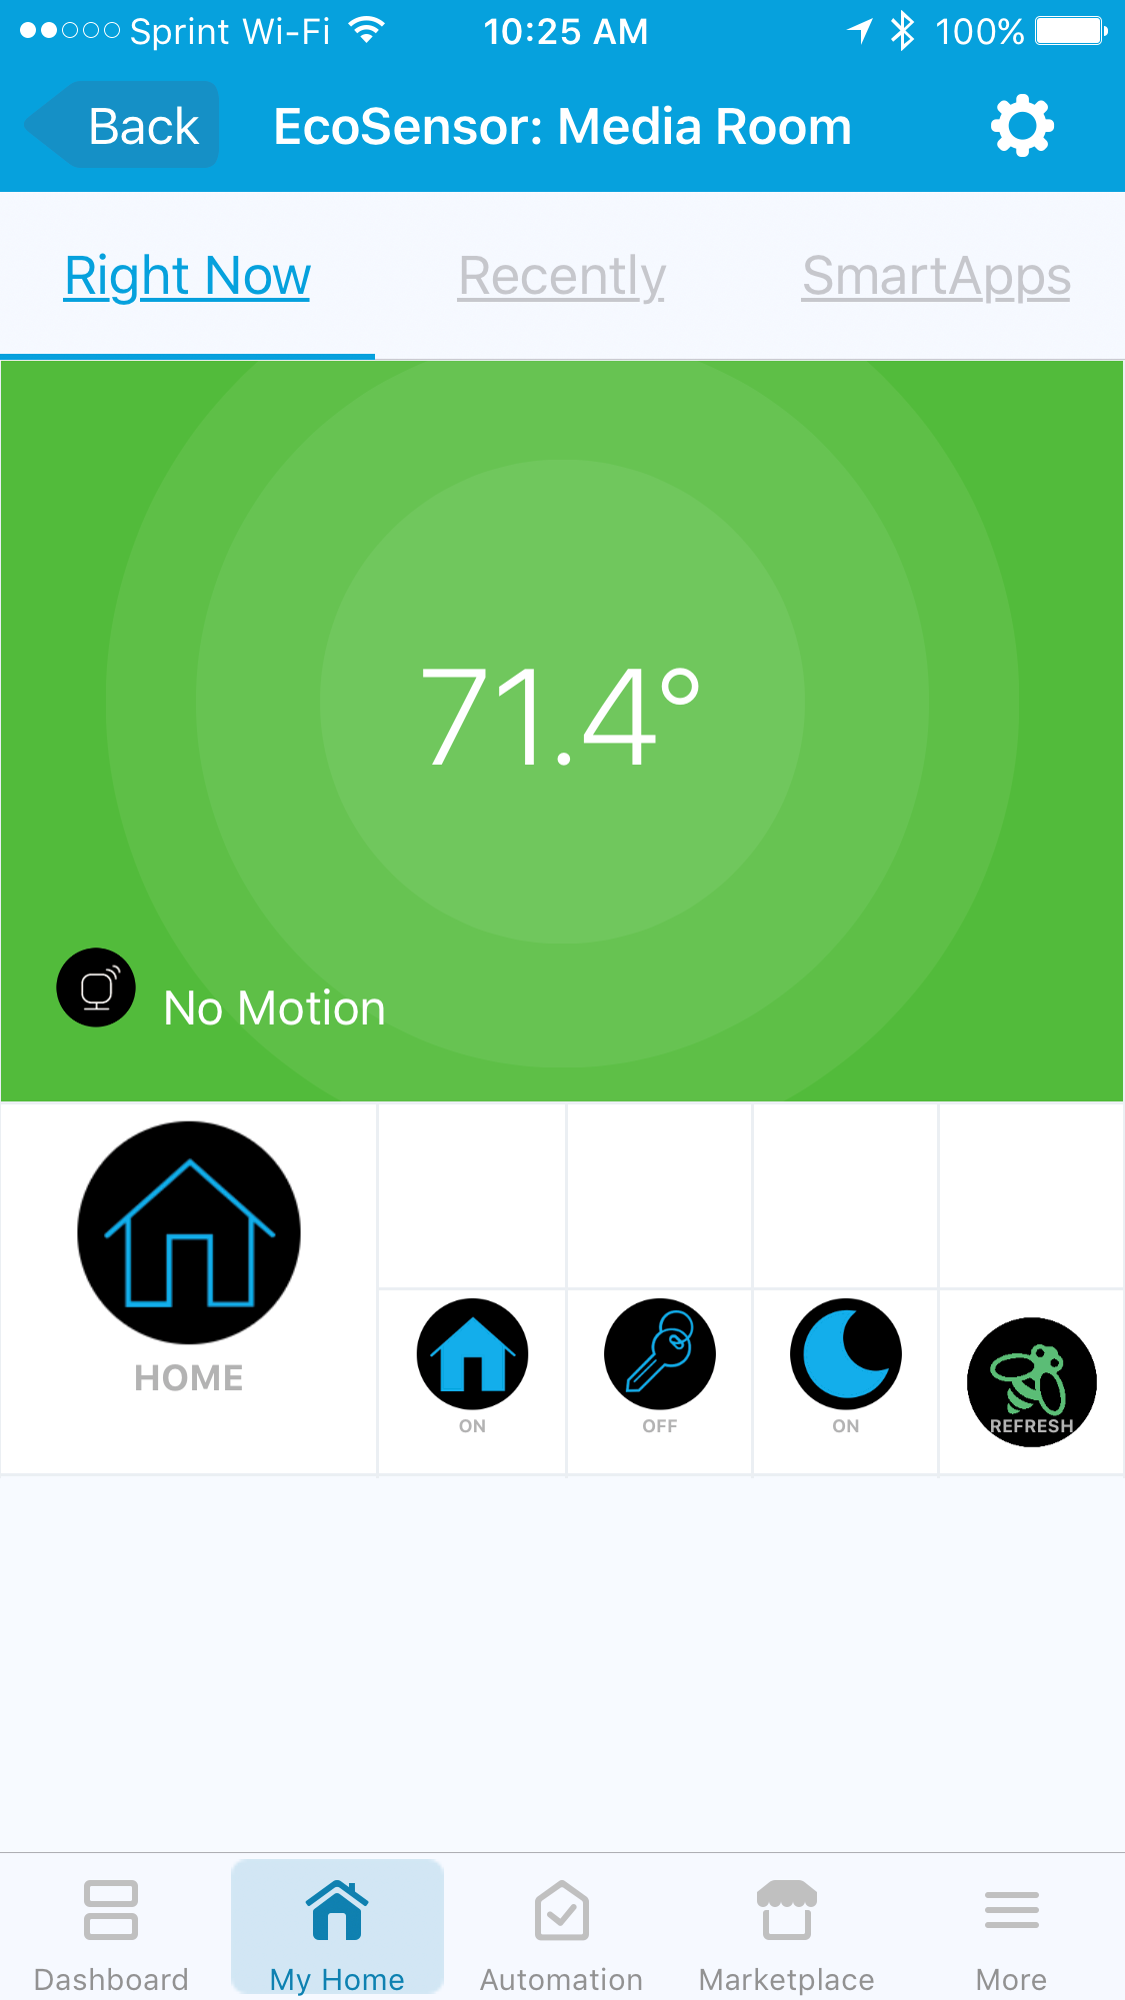 Sprint Wi-Fi 10:25 AM 100%
Back EcoSensor: Media Room
Right Now Recently SmartApps
71.4°
No Motion
HOME
ON OFF ON REFRESH
Dashboard My Home Automation Marketplace More